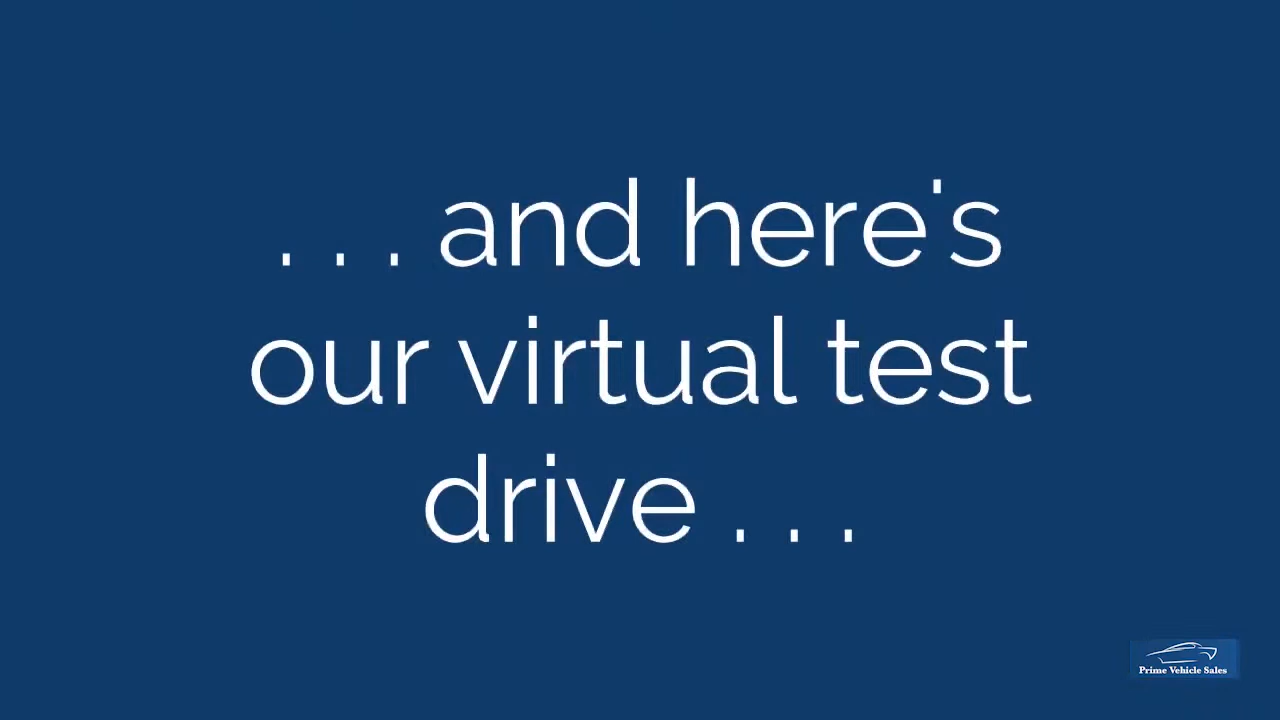 . . . and here's
our virtual test
drive . . .
Prime Vehicle Sales